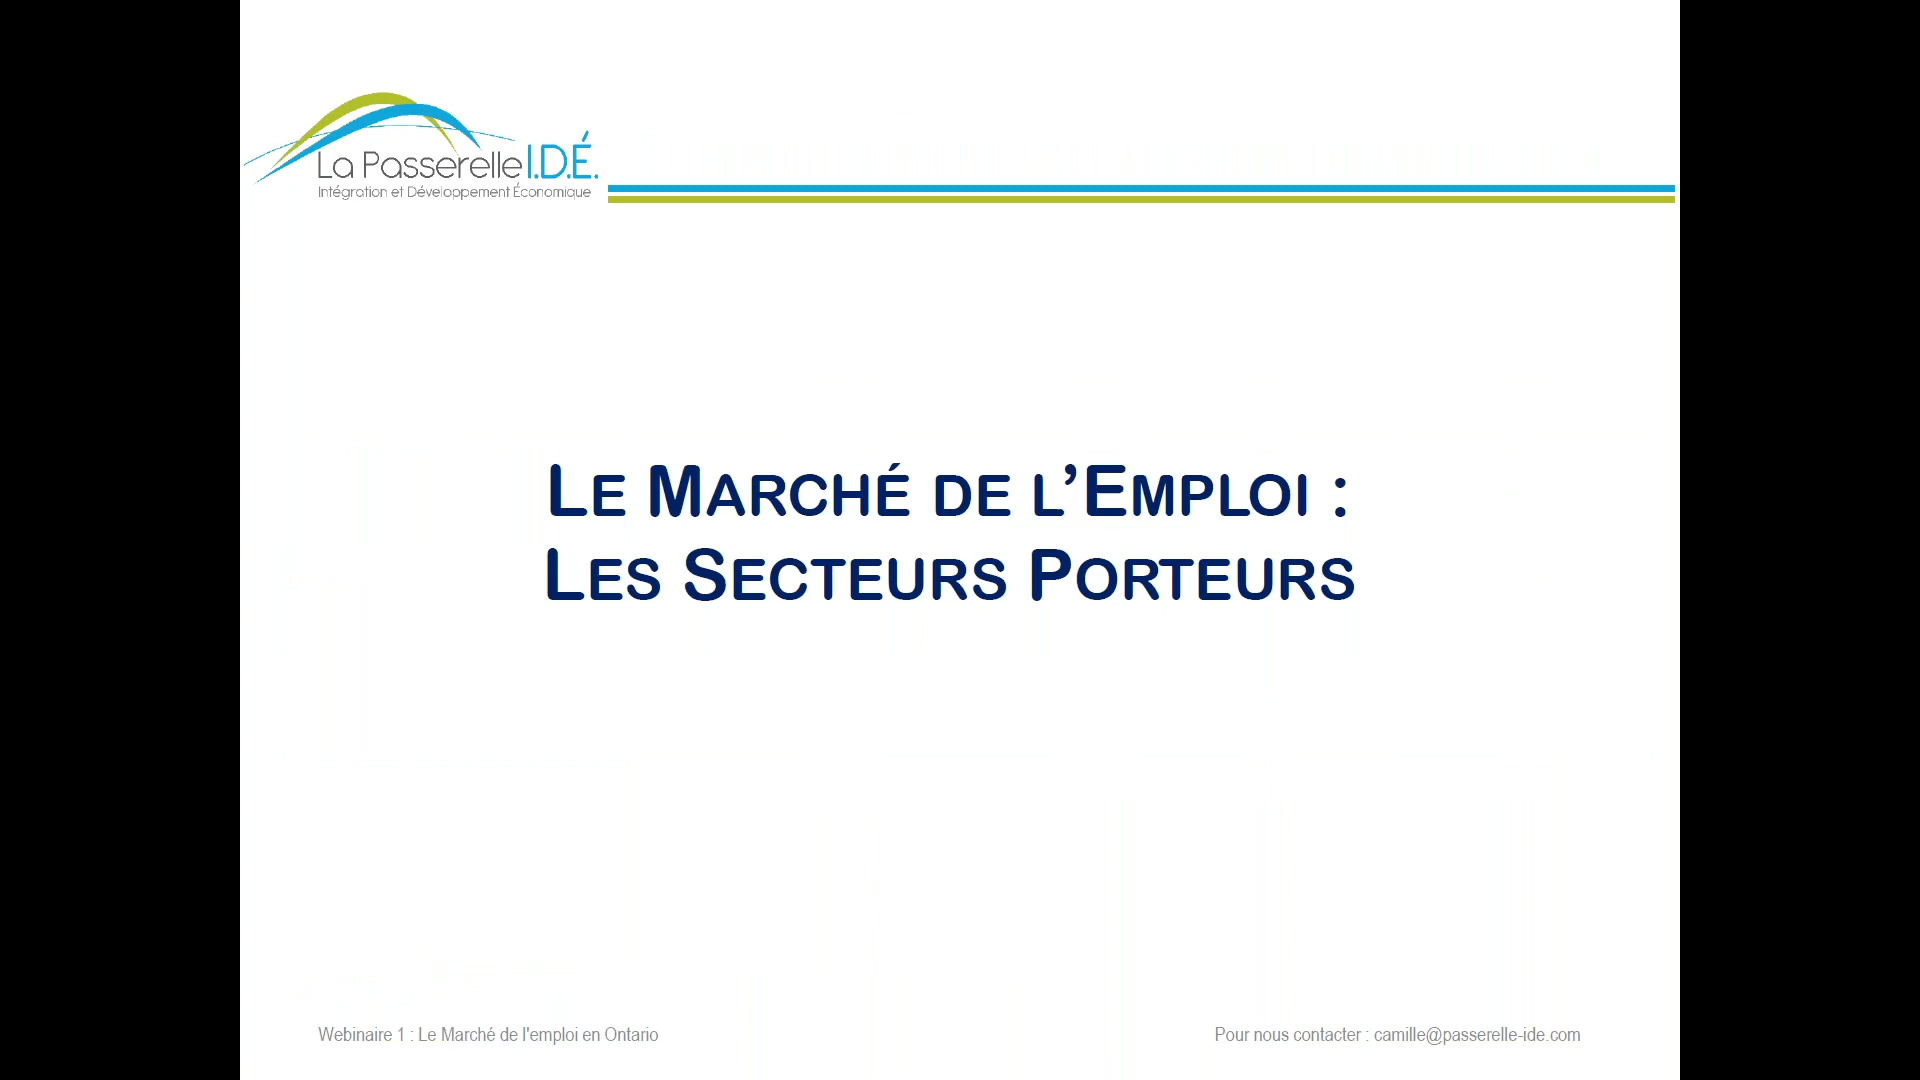 La Passerelle I.D.É.
Intégration et Développement Économique
Le Marché de l’Emploi :
Les Secteurs Porteurs
Webinaire 1 : Le Marché de l'emploi en Ontario
Pour nous contacter : camille@passerelle-ide.com